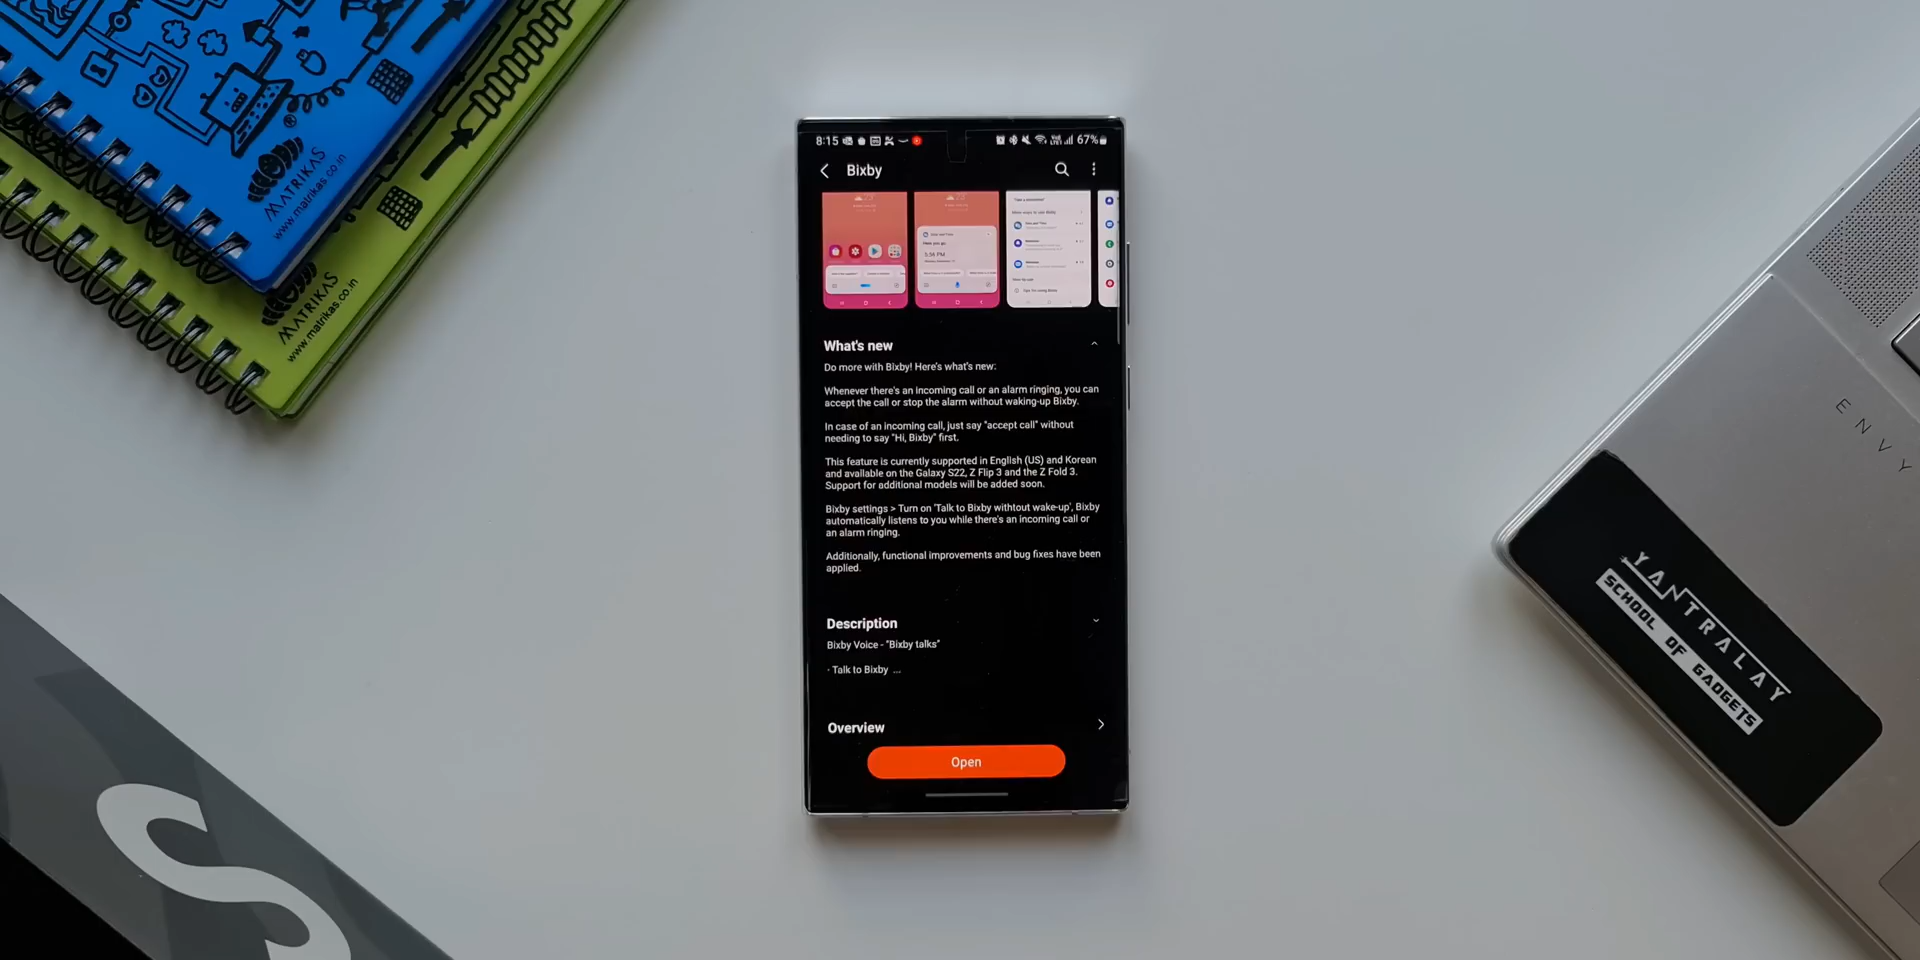 MATRIKAS
www.matrikas.co.in
MATRIKAS
www.matrikas.co.in
8:15
67%
Bixby
5:36 PM
What's new
Do more with Bixby! Here's what's new:
Whenever there's an incoming call or an alarm ringing, you can
accept the call or stop the alarm without waking-up Bixby.
In case of an incoming call, just say "accept call" without
needing to say "Hi, Bixby" first.
This feature is currently supported in English (US) and Korean
and available on the Galaxy S22, Z Flip 3 and the Z Fold 3.
Support for additional models will be added soon.
Bixby settings > Turn on 'Talk to Bixby withtout wake-up', Bixby
automatically listens to you while there's an incoming call or
an alarm ringing.
Additionally, functional improvements and bug fixes have been
applied.
Description
Bixby Voice - "Bixby talks"
- Talk to Bixby ...
Overview
Open
ENVY
YANTRALAY
SCHOOL OF GADGETS
S